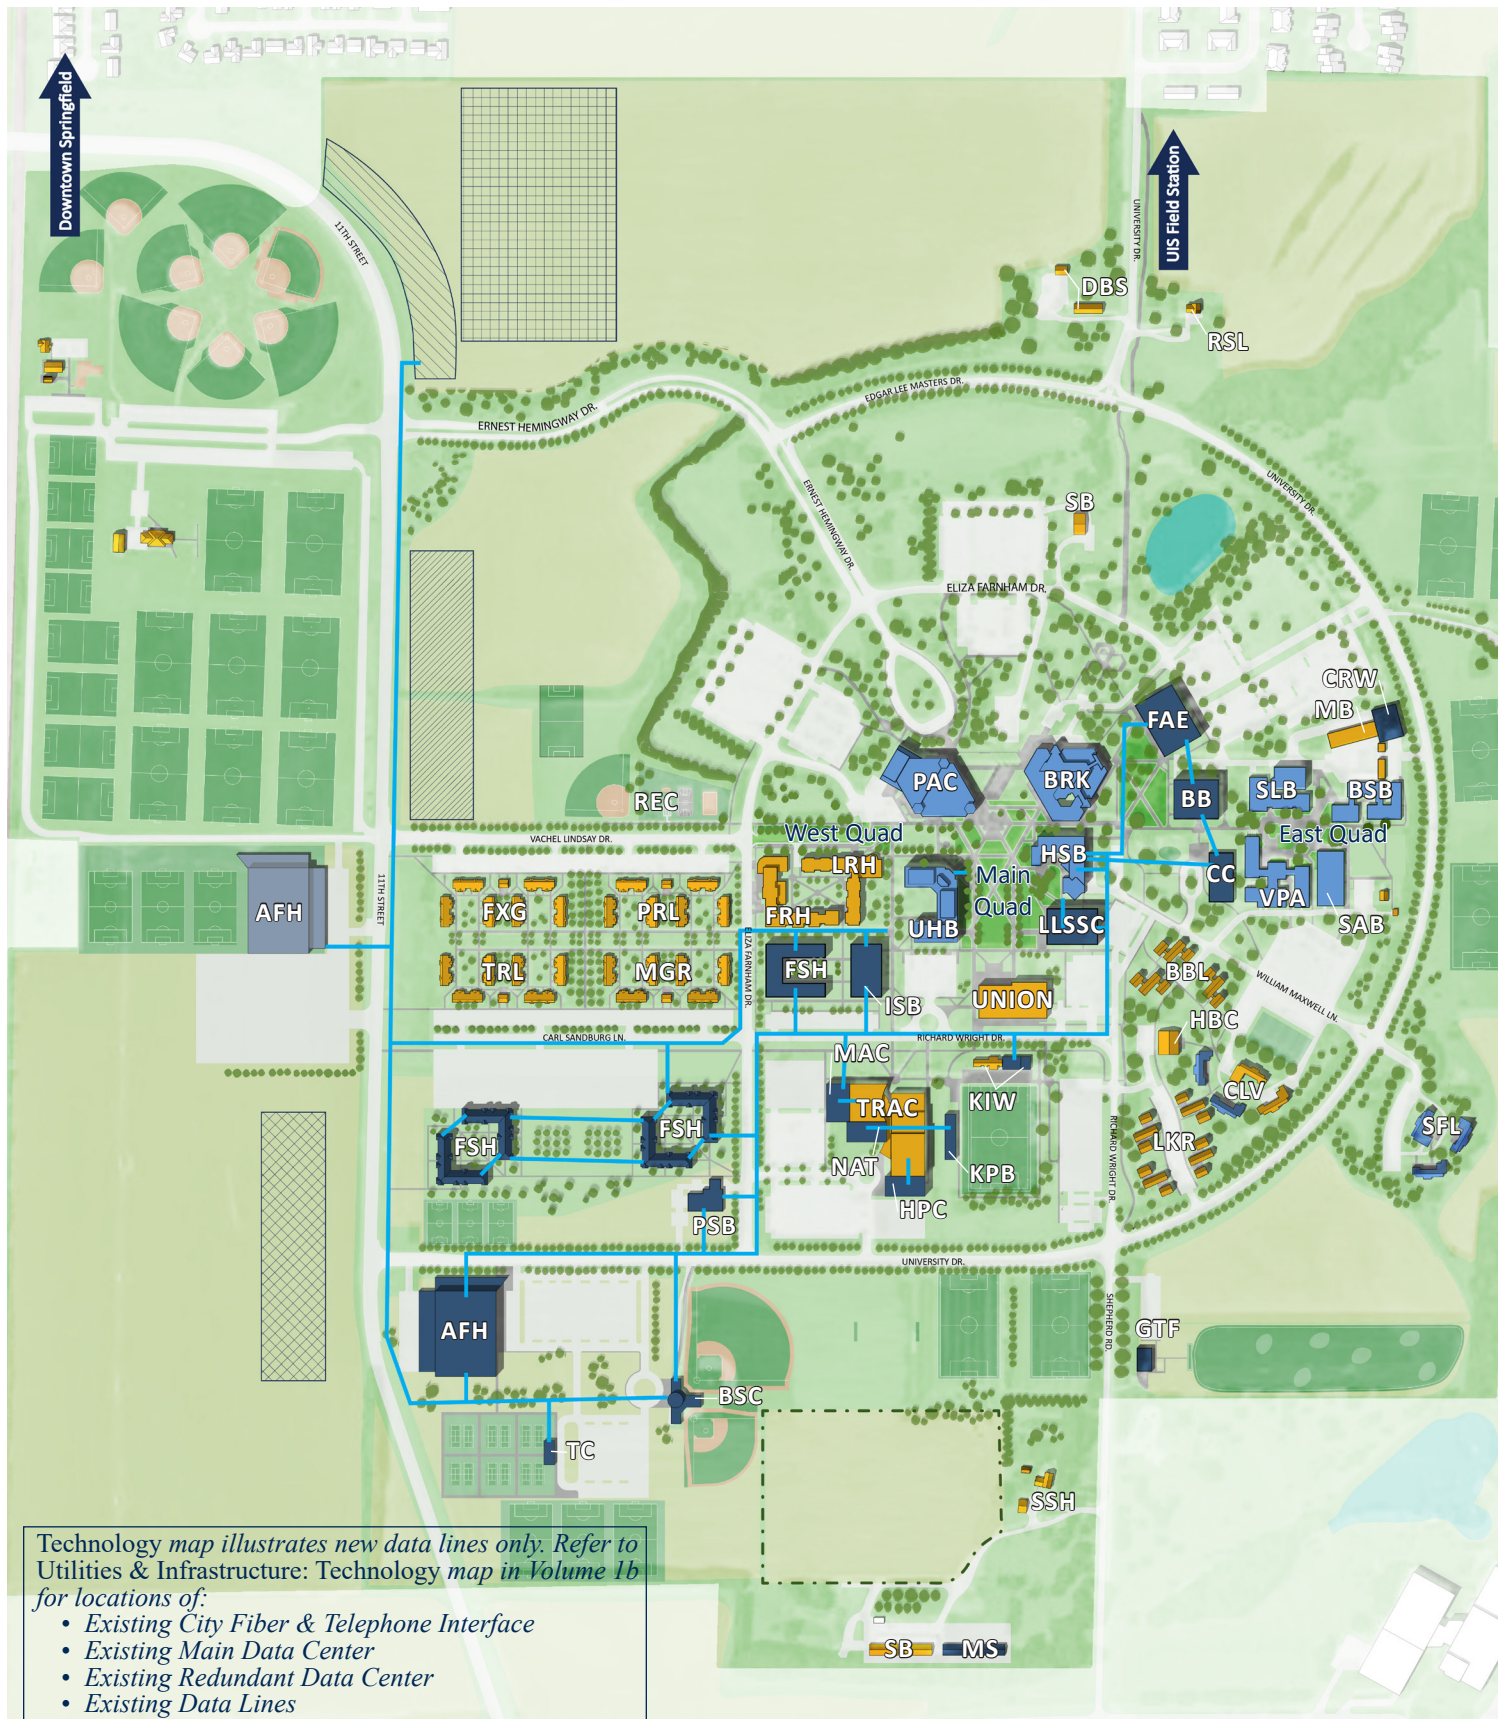 Downtown Springfield
UIS Field Station
UNIVERSITY DR.
11TH STREET
DBS
RSL
EDGAR LEE MASTERS DR.
ERNEST HEMINGWAY DR.
ERNEST HEMINGWAY DR.
UNIVERSITY DR.
SB
ELIZA FARNHAM DR.
CRW
MB
FAE
PAC
BRK
BB
SLB
BSB
REC
West Quad
East Quad
VACHEL LINDSAY DR.
HSB
LRH
Main
Quad
CC
VPA
11TH STREET
AFH
FXG
PRL
FRH
UHB
LLSSC
SAB
ELIZA FARNHAM DR.
TRL
MGR
FSH
ISB
UNION
BBL
WILLIAM MAXWELL LN.
HBC
CARL SANDBURG LN.
RICHARD WRIGHT DR.
MAC
TRAC
KIW
CLV
FSH
FSH
NAT
KPB
LKR
SFL
RICHARD WRIGHT DR.
HPC
PSB
UNIVERSITY DR.
SHEPHERD RD.
AFH
GTF
BSC
TC
SSH
SB
MS
Technology map illustrates new data lines only. Refer to
Utilities & Infrastructure: Technology map in Volume 1b
for locations of:
• Existing City Fiber & Telephone Interface
• Existing Main Data Center
• Existing Redundant Data Center
• Existing Data Lines